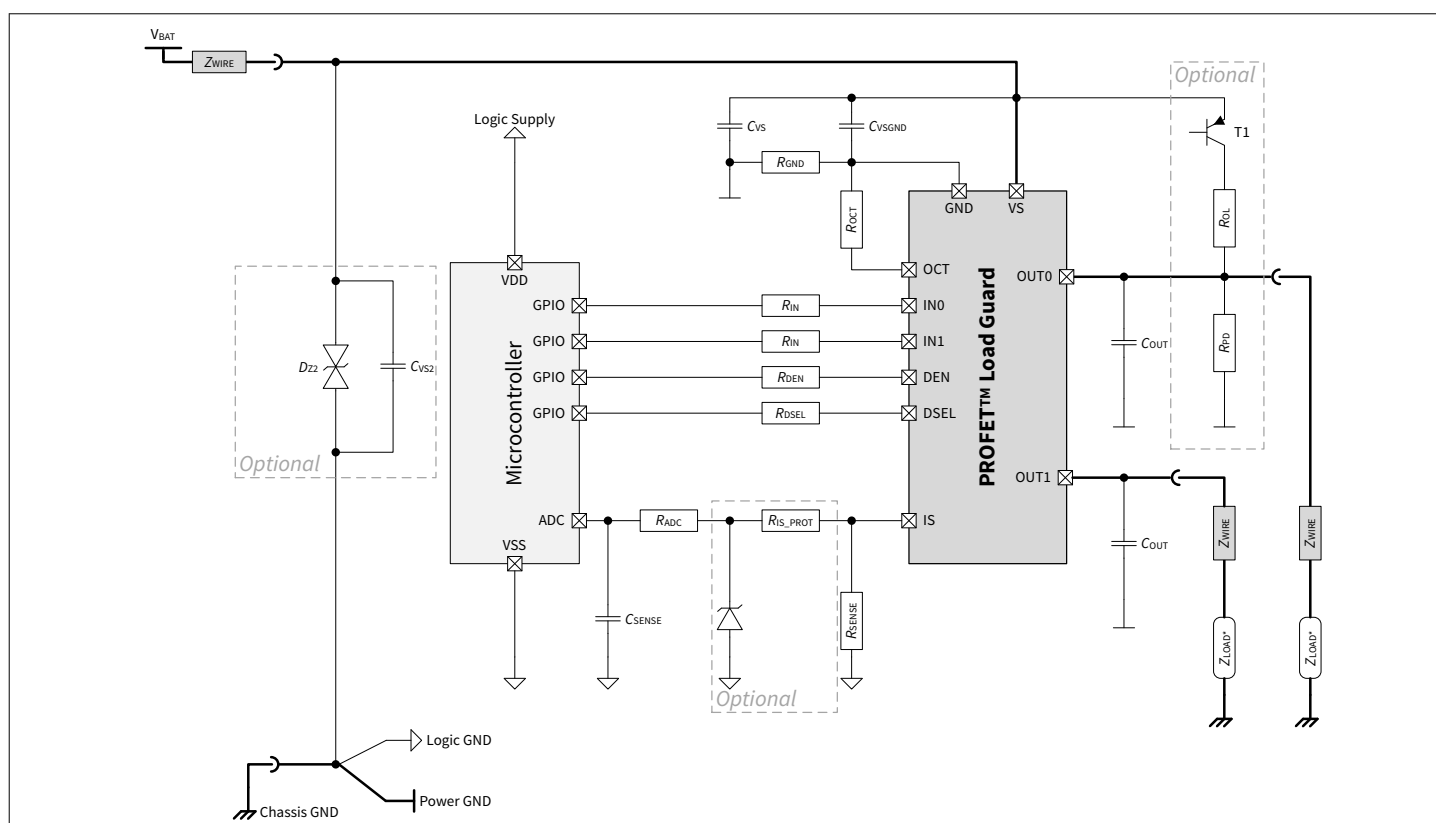 VBAT
ZWIRE
Optional
Logic Supply
CVS
CVSGND
T1
RGND
ROCT
GND
VS
ROL
VDD
OCT
OUT0
GPIO
RIN
IN0
GPIO
RIN
IN1
GPIO
RDEN
DEN
GPIO
RDSEL
DSEL
Microcontroller
PROFET™ Load Guard
COUT
RPD
DZ2
CVS2
Optional
OUT1
ADC
RADC
RIS_PROT
IS
VSS
COUT
ZWIRE
ZWIRE
CSENSE
RSENSE
ZLOAD*
ZLOAD*
Optional
Logic GND
Power GND
Chassis GND